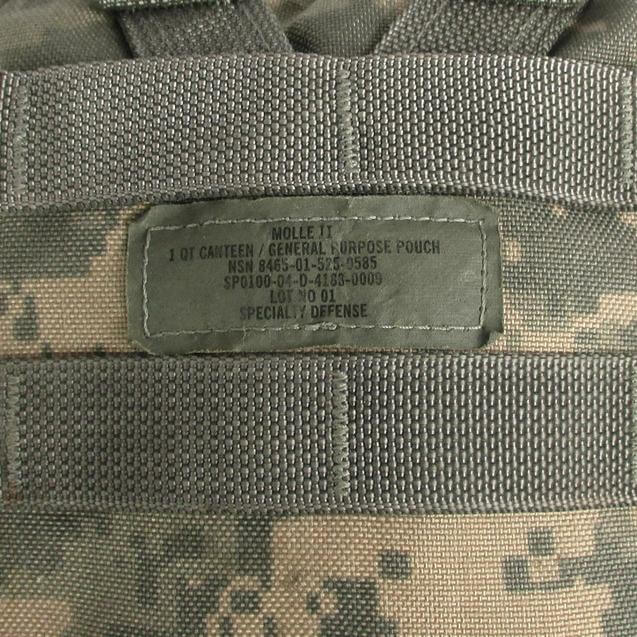 MOLLE II
1 QT CANTEEN / GENERAL PURPOSE POUCH
NSN 8465-01-525-0585
SP0100-04-D-4163-0009
LOT NO 01
SPECIALTY DEFENSE